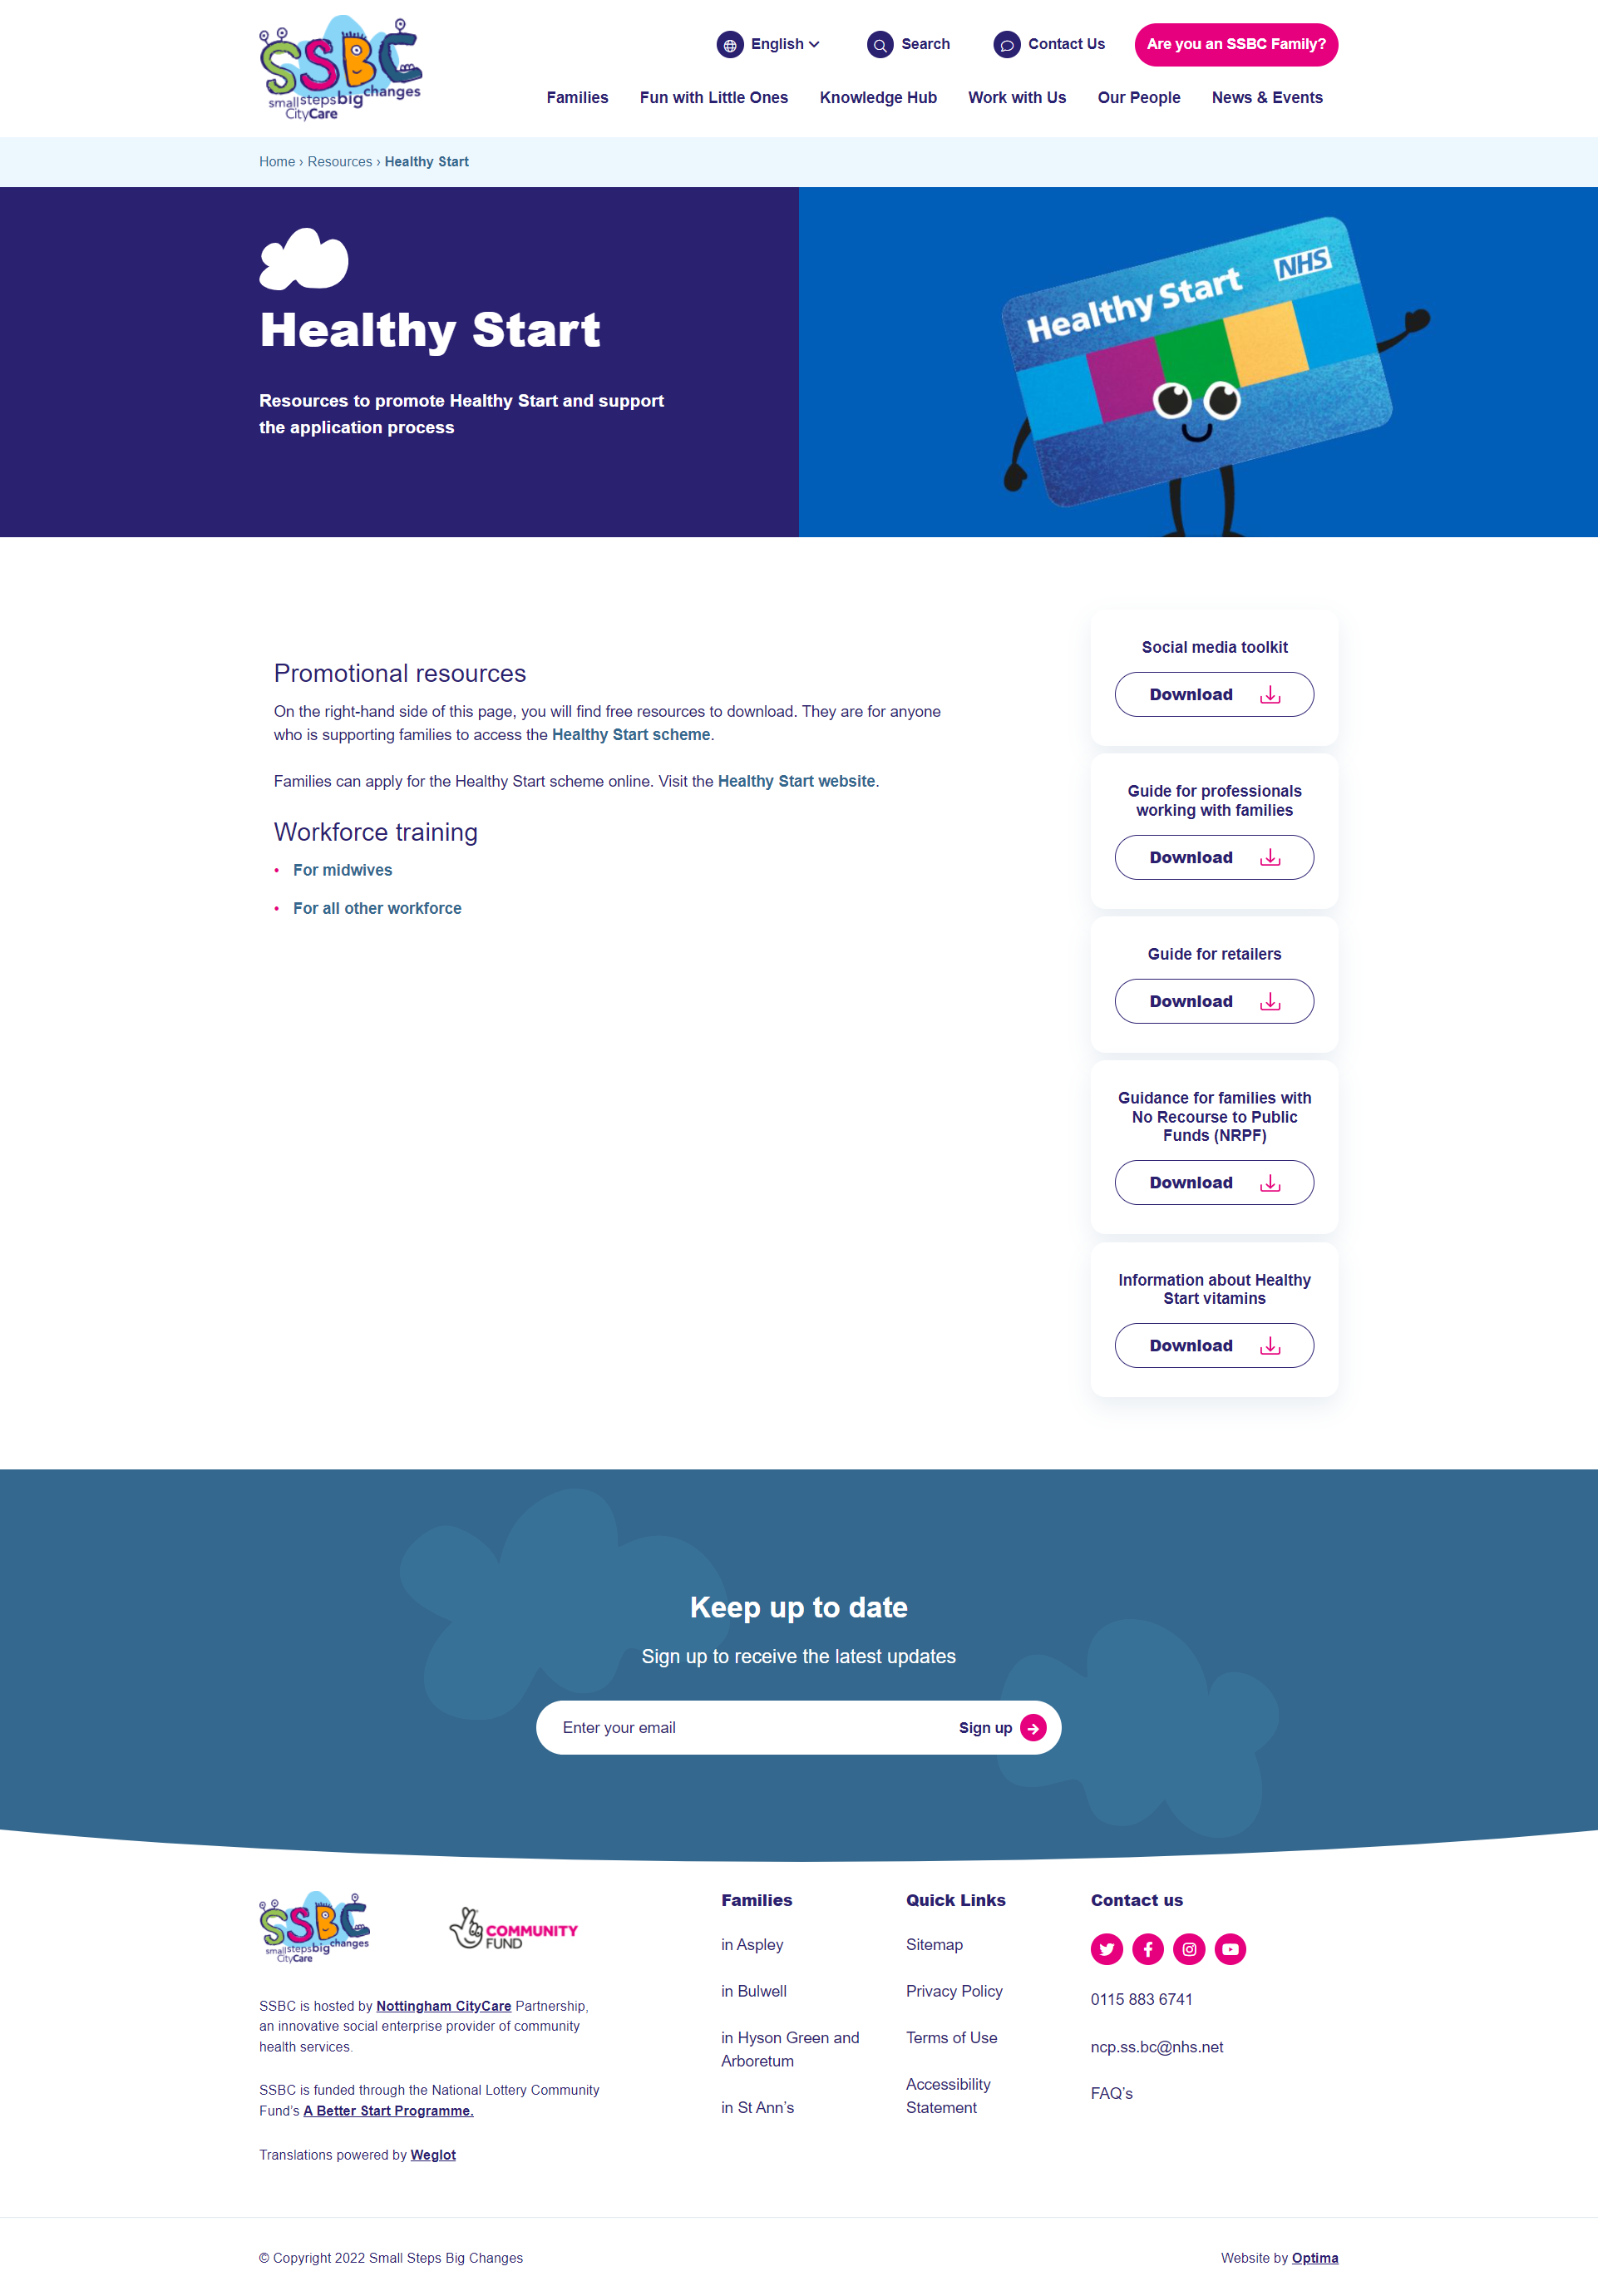 SSBC
smallstepsbigchanges
CityCare
English
Search
Contact Us
Are you an SSBC Family?
Families
Fun with Little Ones
Knowledge Hub
Work with Us
Our People
News & Events
Home › Resources › Healthy Start
Healthy Start
Resources to promote Healthy Start and support
the application process
Healthy Start
NHS
Promotional resources
On the right-hand side of this page, you will find free resources to download. They are for anyone
who is supporting families to access the Healthy Start scheme.
Families can apply for the Healthy Start scheme online. Visit the Healthy Start website.
Workforce training
• For midwives
• For all other workforce
Social media toolkit
Download
Guide for professionals
working with families
Download
Guide for retailers
Download
Guidance for families with
No Recourse to Public
Funds (NRPF)
Download
Information about Healthy
Start vitamins
Download
Keep up to date
Sign up to receive the latest updates
Enter your email
Sign up
SSBC
smallstepsbigchanges
CityCare
COMMUNITY
FUND
SSBC is hosted by Nottingham CityCare Partnership,
an innovative social enterprise provider of community
health services.
SSBC is funded through the National Lottery Community
Fund's A Better Start Programme.
Translations powered by Weglot
Families
in Aspley
in Bulwell
in Hyson Green and
Arboretum
in St Ann's
Quick Links
Sitemap
Privacy Policy
Terms of Use
Accessibility
Statement
Contact us
0115 883 6741
ncp.ss.bc@nhs.net
FAQ's
© Copyright 2022 Small Steps Big Changes
Website by Optima